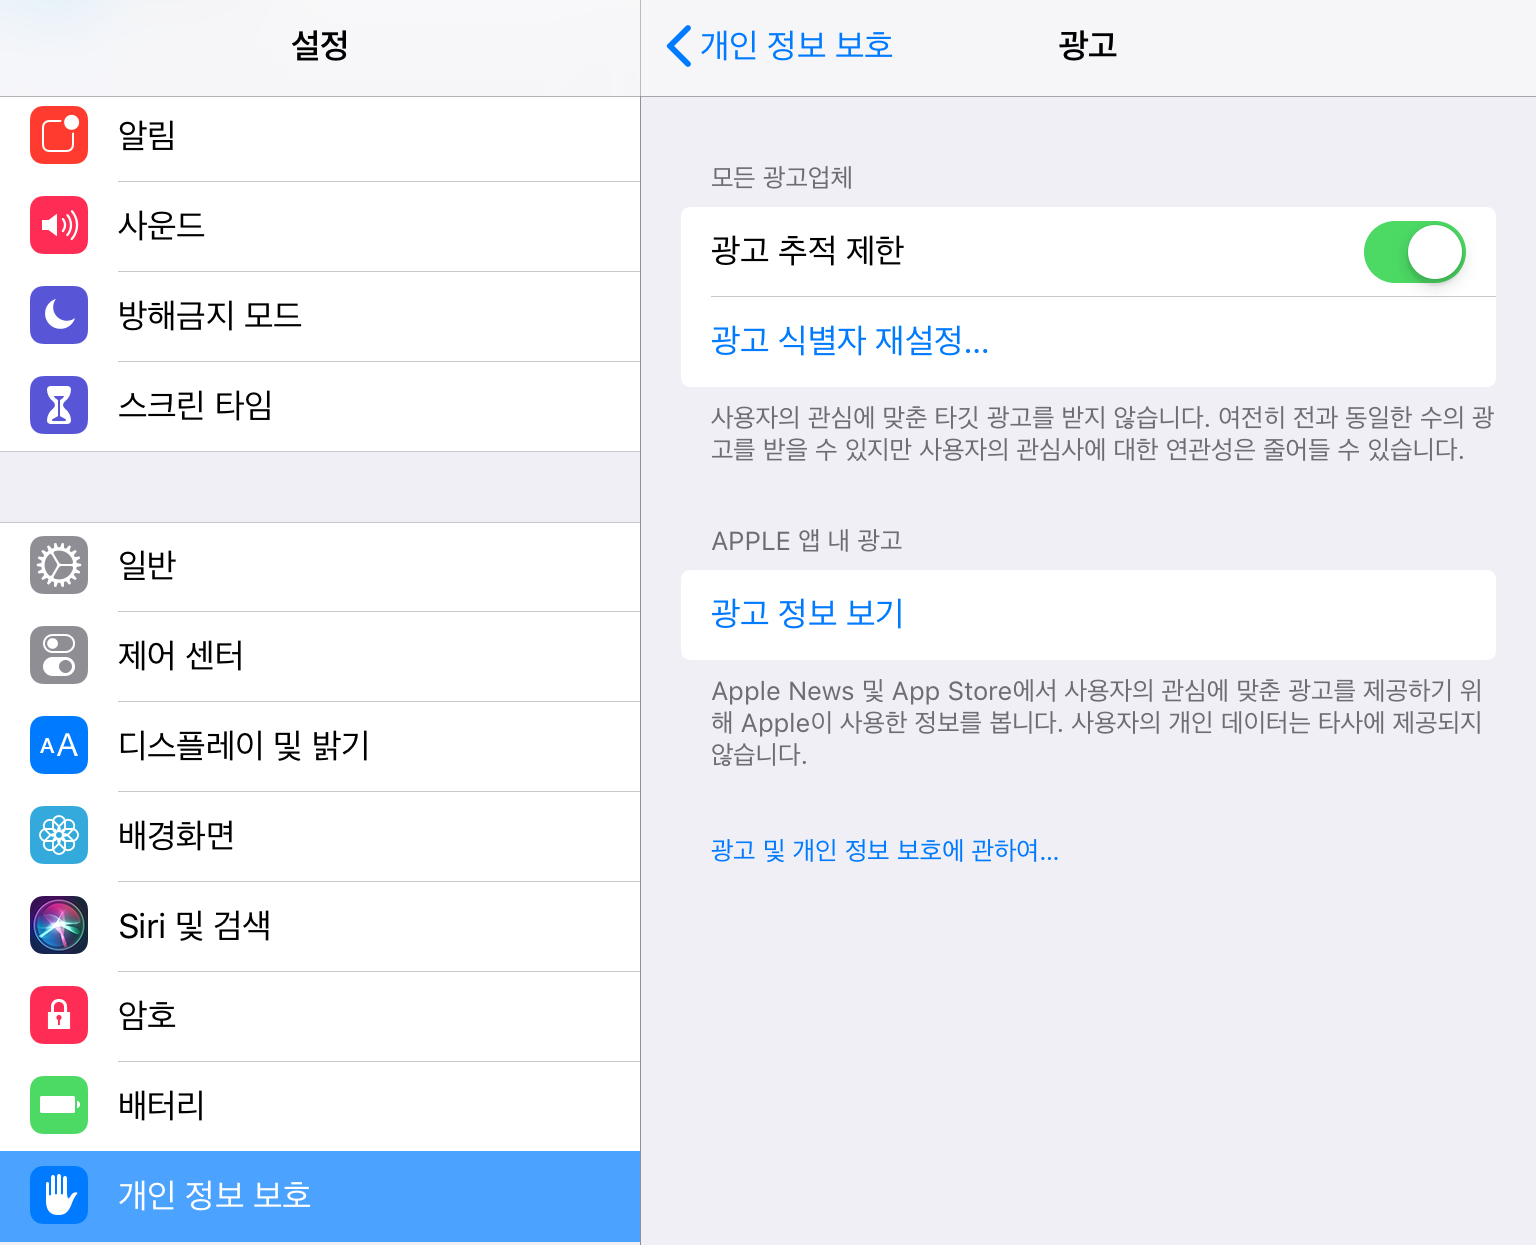 설정
알림
사운드
방해금지 모드
스크린 타임
일반
제어 센터
AA
디스플레이 및 밝기
배경화면
Siri 및 검색
암호
배터리
개인 정보 보호
개인 정보 보호
광고
모든 광고업체
광고 추적 제한
광고 식별자 재설정...
사용자의 관심에 맞춘 타깃 광고를 받지 않습니다. 여전히 전과 동일한 수의 광
고를 받을 수 있지만 사용자의 관심사에 대한 연관성은 줄어들 수 있습니다.
APPLE 앱 내 광고
광고 정보 보기
Apple News 및 App Store에서 사용자의 관심에 맞춘 광고를 제공하기 위
해 Apple이 사용한 정보를 봅니다. 사용자의 개인 데이터는 타사에 제공되지
않습니다.
광고 및 개인 정보 보호에 관하여...